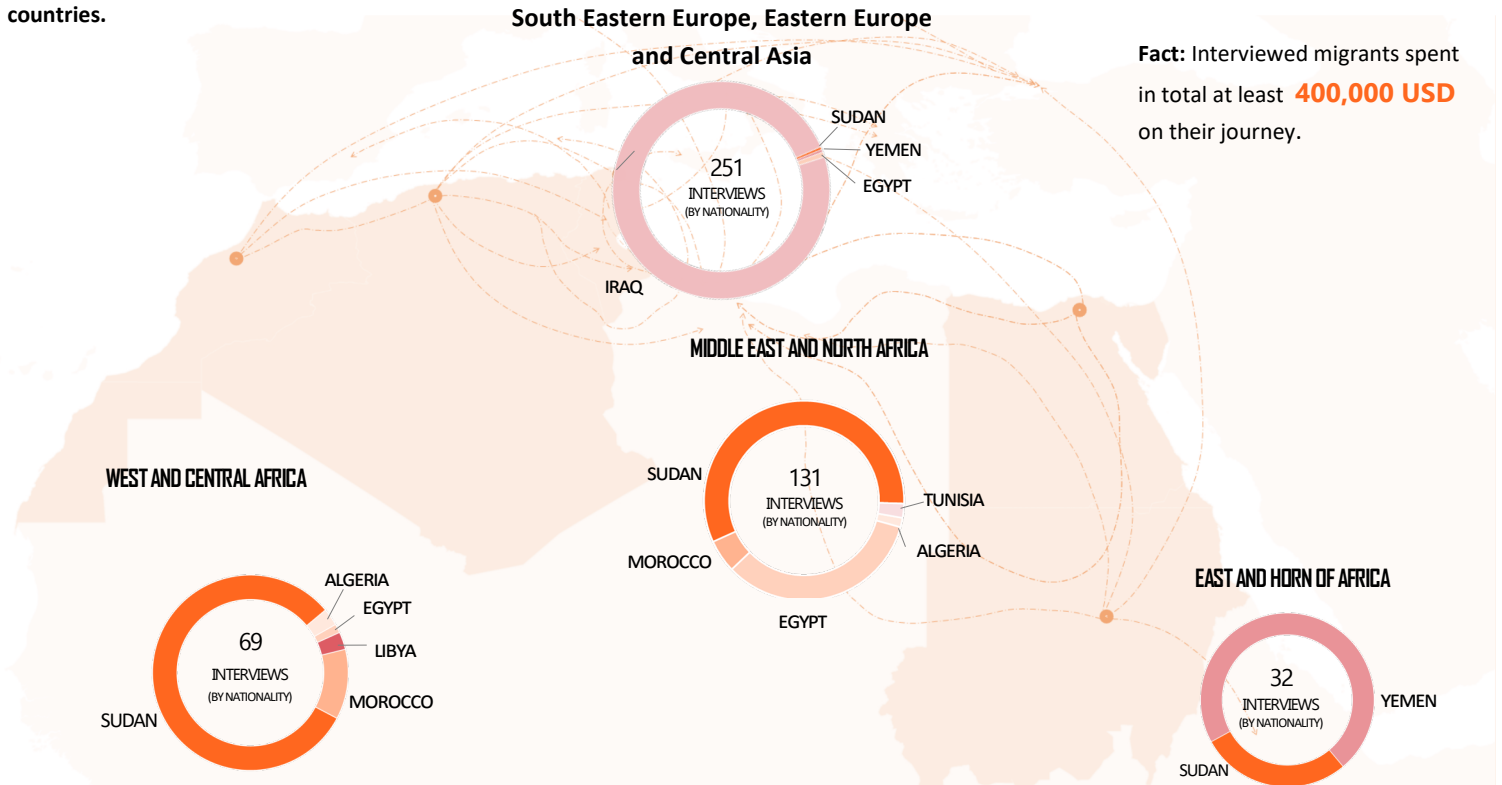 countries.
South Eastern Europe, Eastern Europe
and Central Asia
Fact: Interviewed migrants spent
in total at least 400,000 USD
on their journey.
SUDAN
YEMEN
EGYPT
251
INTERVIEWS
(BY NATIONALITY)
IRAQ
MIDDLE EAST AND NORTH AFRICA
SUDAN
131
INTERVIEWS
(BY NATIONALITY)
TUNISIA
ALGERIA
MOROCCO
EGYPT
WEST AND CENTRAL AFRICA
ALGERIA
EGYPT
LIBYA
MOROCCO
69
INTERVIEWS
(BY NATIONALITY)
SUDAN
EAST AND HORN OF AFRICA
32
INTERVIEWS
(BY NATIONALITY)
YEMEN
SUDAN